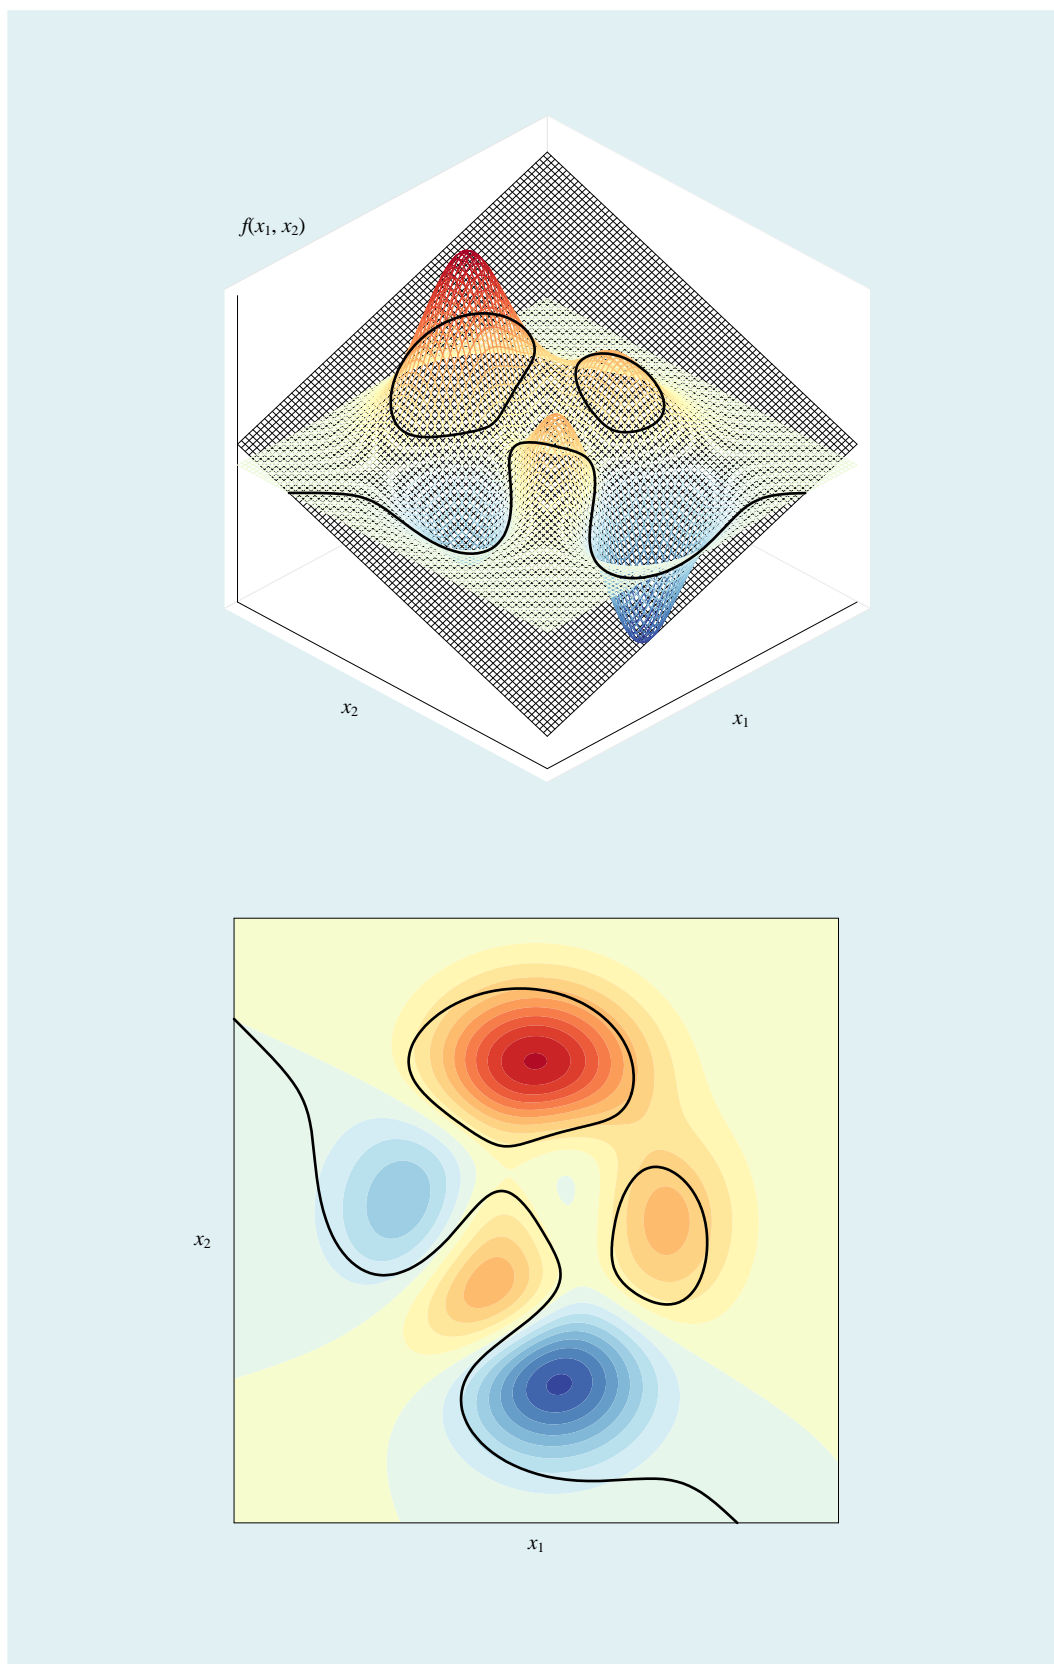 f(x₁, x₂)
x₂
x₁
x₂
x₁